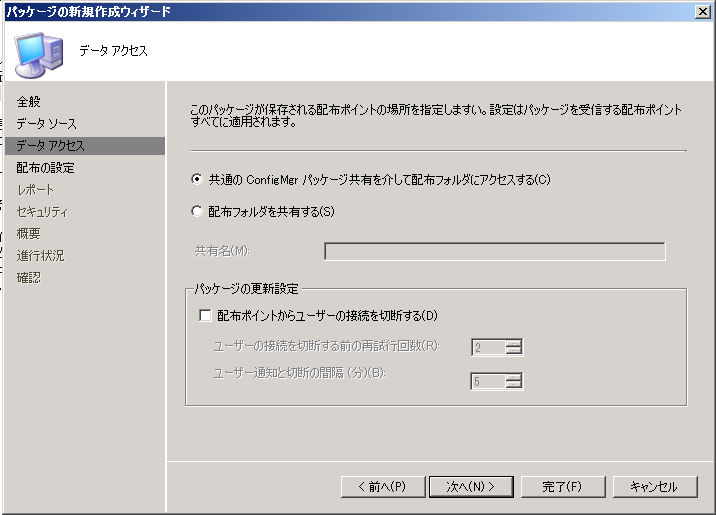 パッケージの新規作成ウィザード
データ アクセス
全般
データ ソース
データ アクセス
配布の設定
レポート
セキュリティ
概要
進行状況
確認
このパッケージが保存される配布ポイントの場所を指定しますい。設定はパッケージを受信する配布ポイント
すべてに適用されます。
共通の ConfigMgr パッケージ共有を介して配布フォルダにアクセスする(C)
配布フォルダを共有する(S)
共有名(M):
パッケージの更新設定
配布ポイントからユーザーの接続を切断する(D)
ユーザーの接続を切断する前の再試行回数(R):
2
ユーザー通知と切断の間隔 (分)(B):
5
< 前へ(P)
次へ(N) >
完了(F)
キャンセル